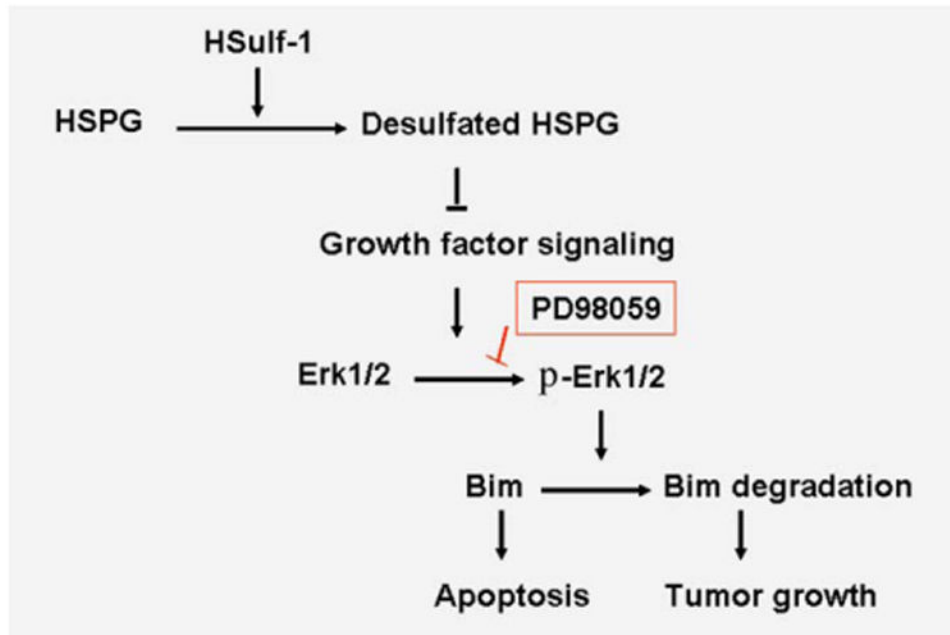 HSulf-1
HSPG
Desulfated HSPG
Growth factor signaling
PD98059
Erk1/2
p-Erk1/2
Bim
Bim degradation
Apoptosis
Tumor growth